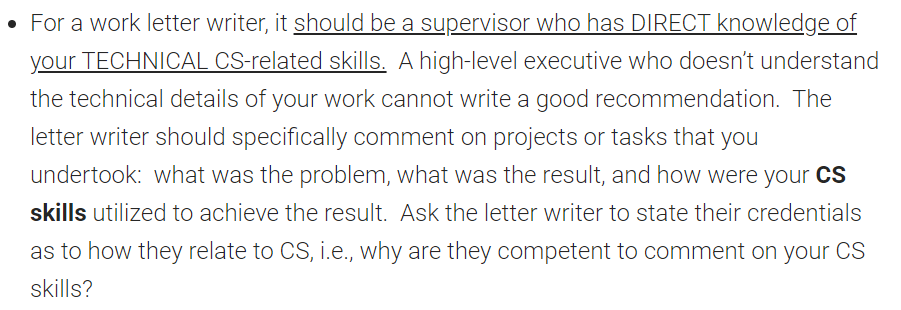 • For a work letter writer, it should be a supervisor who has DIRECT knowledge of
your TECHNICAL CS-related skills.  A high-level executive who doesn’t understand
the technical details of your work cannot write a good recommendation.  The
letter writer should specifically comment on projects or tasks that you
undertook:  what was the problem, what was the result, and how were your CS
skills utilized to achieve the result.  Ask the letter writer to state their credentials
as to how they relate to CS, i.e., why are they competent to comment on your CS
skills?